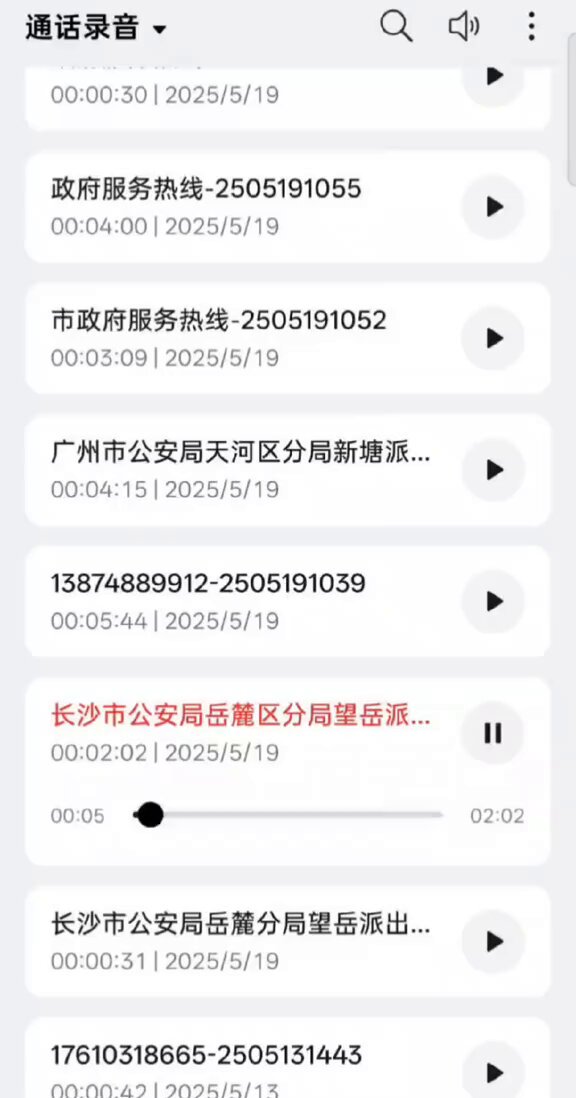 通话录音
00:00:30 | 2025/5/19
政府服务热线-2505191055
00:04:00 | 2025/5/19
市政府服务热线-2505191052
00:03:09 | 2025/5/19
广州市公安局天河区分局新塘派...
00:04:15 | 2025/5/19
13874889912-2505191039
00:05:44 | 2025/5/19
长沙市公安局岳麓区分局望岳派...
00:02:02 | 2025/5/19
00:05 02:02
长沙市公安局岳麓分局望岳派出...
00:00:31 | 2025/5/19
17610318665-2505131443
00:00:42 | 2025/5/13